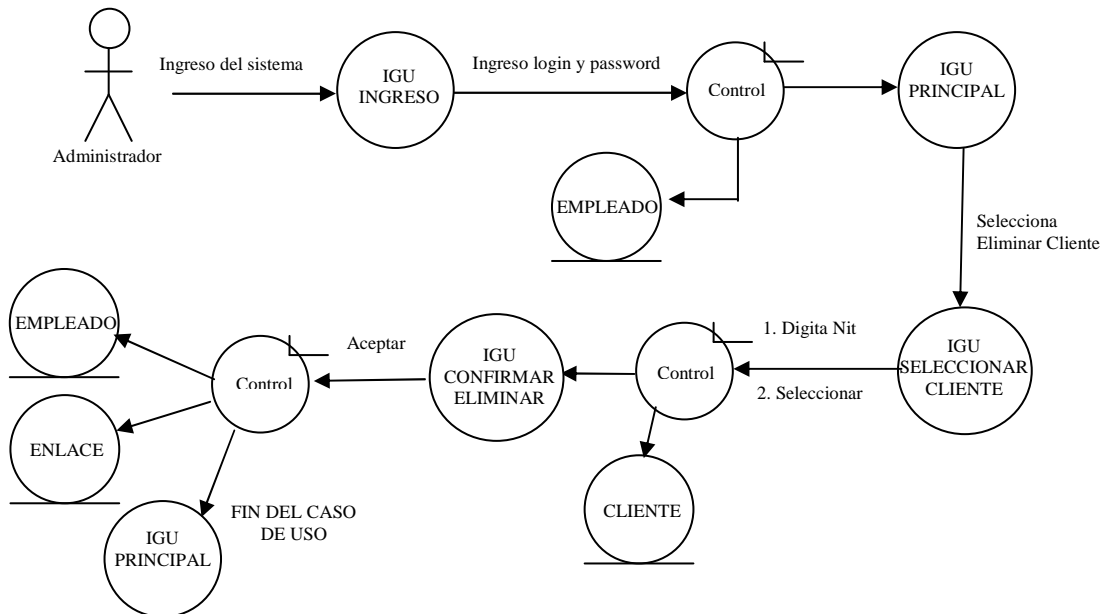 Ingreso del sistema
IGU
INGRESO
Ingreso login y password
Control
IGU
PRINCIPAL
Administrador
EMPLEADO
Selecciona
Eliminar Cliente
EMPLEADO
Control
Aceptar
IGU
CONFIRMAR
ELIMINAR
Control
1. Digita Nit
2. Seleccionar
IGU
SELECCIONAR
CLIENTE
ENLACE
CLIENTE
FIN DEL CASO
DE USO
IGU
PRINCIPAL